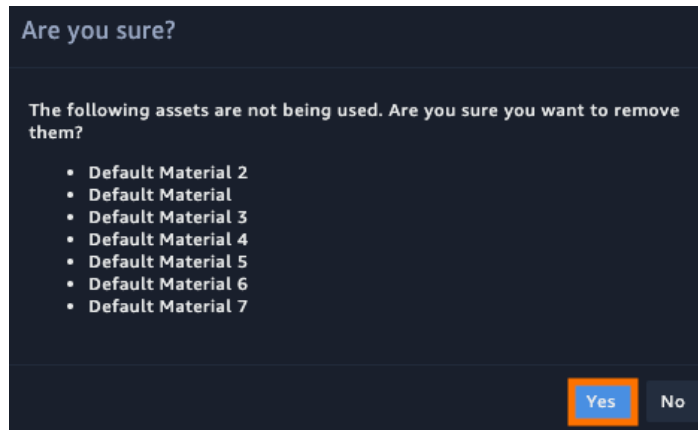 Are you sure?
The following assets are not being used. Are you sure you want to remove
them?
• Default Material 2
• Default Material
• Default Material 3
• Default Material 4
• Default Material 5
• Default Material 6
• Default Material 7
Yes No